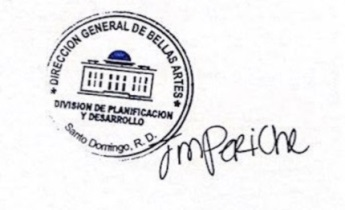 DIRECCION GENERAL DE BELLAS ARTES
DIVISION DE PLANIFICACION
Y DESARROLLO
Santo Domingo, R. D.
JMPERiche